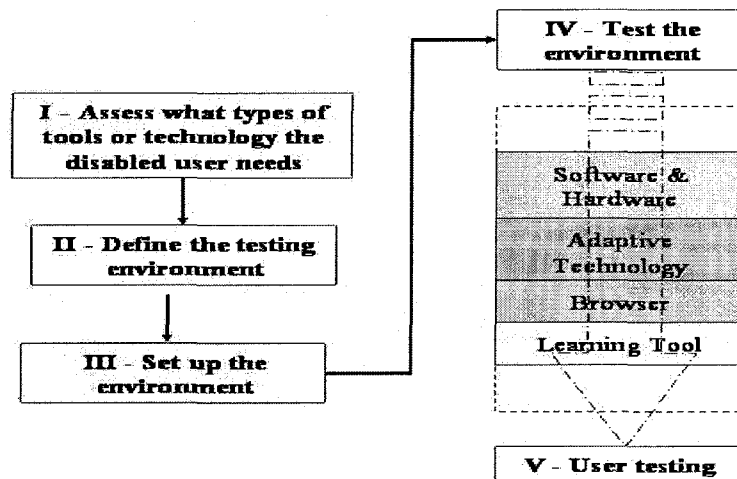 I - Assess what types of
tools or technology the
disabled user needs
II - Define the testing
environment
III - Set up the
environment
IV - Test the
environment
Software &
Hardware
Adaptive
Technology
Browser
Learning Tool
V - User testing